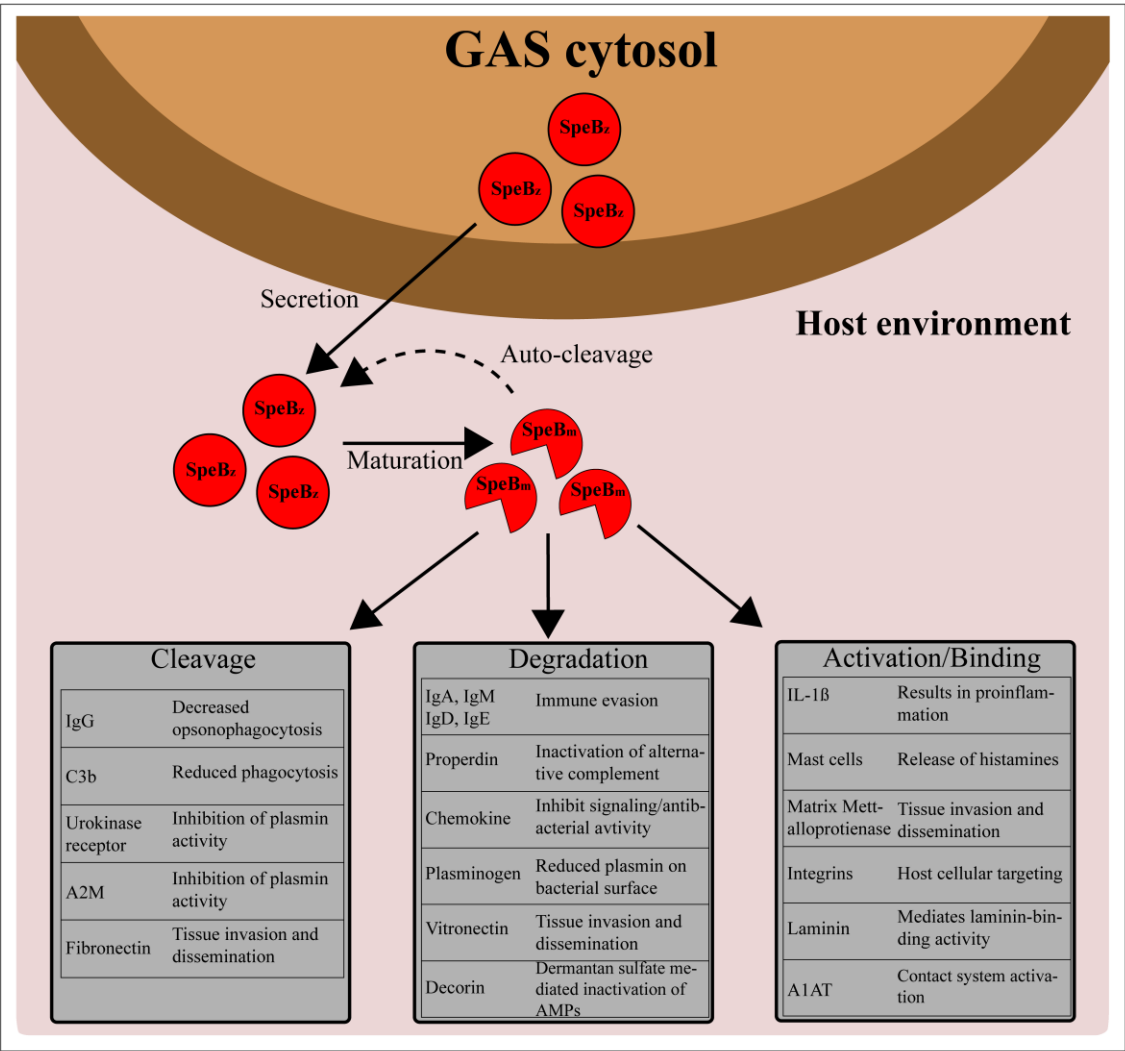 GAS cytosol
SpeBz
SpeBz
SpeBz
Secretion
Host environment
Auto-cleavage
SpeBz
SpeBz
SpeBz
Maturation
SpeBm
SpeBm
SpeBm
Cleavage
IgG
Decreased
opsonophagocytosis
C3b
Reduced phagocytosis
Urokinase
receptor
Inhibition of plasmin
activity
A2M
Inhibition of plasmin
activity
Fibronectin
Tissue invasion and
dissemination
Degradation
IgA, IgM
IgD, IgE
Immune evasion
Properdin
Inactivation of alterna-
tive complement
Chemokine
Inhibit signaling/antib-
acterial avtivity
Plasminogen
Reduced plasmin on
bacterial surface
Vitronectin
Tissue invasion and
dissemination
Decorin
Dermantan sulfate me-
diated inactivation of
AMPs
Activation/Binding
IL-1ß
Results in proinflam-
mation
Mast cells
Release of histamines
Matrix Mett-
alloprotienase
Tissue invasion and
dissemination
Integrins
Host cellular targeting
Laminin
Mediates laminin-bin-
ding activity
A1AT
Contact system activa-
tion